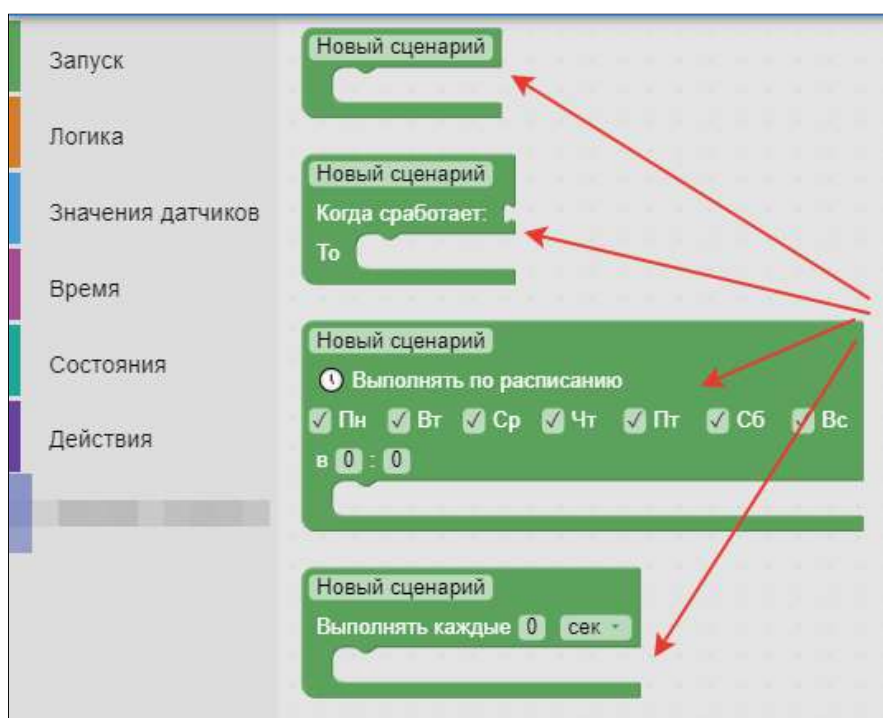 Запуск
Логика
Значения датчиков
Время
Состояния
Действия
Новый сценарий
Новый сценарий
Когда сработает:
То
Новый сценарий
Выполнять по расписанию
Пн Вт Ср Чт Пт Сб Вс
в 0 : 0
Новый сценарий
Выполнять каждые 0 сек